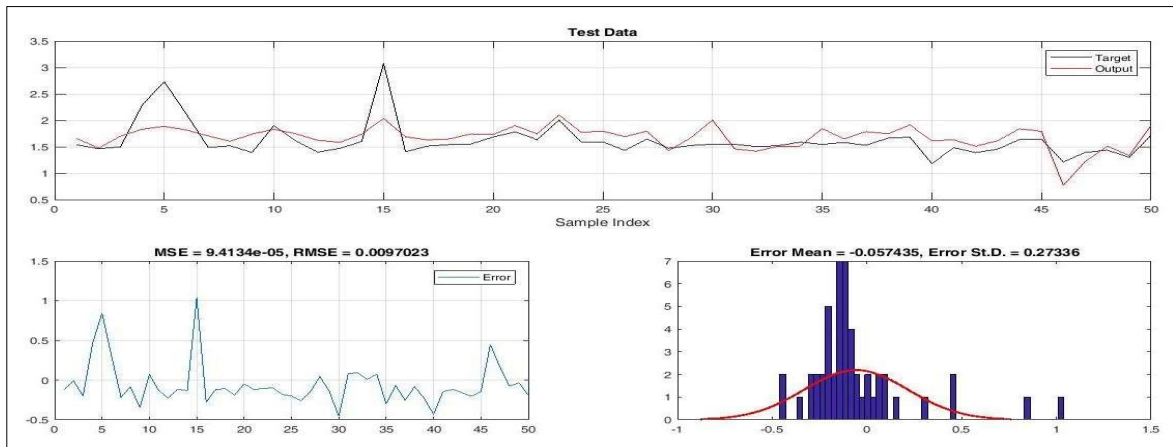 Test Data
3.5
3
2.5
2
1.5
1
0.5
Target
Output
0 5 10 15 20 25 30 35 40 45 50
Sample Index
MSE = 9.4134e-05, RMSE = 0.0097023
1.5
1
0.5
0
-0.5
Error
0 5 10 15 20 25 30 35 40 45 50
Error Mean = -0.057435, Error St.D. = 0.27336
7
6
5
4
3
2
1
0
-1 -0.5 0 0.5 1 1.5